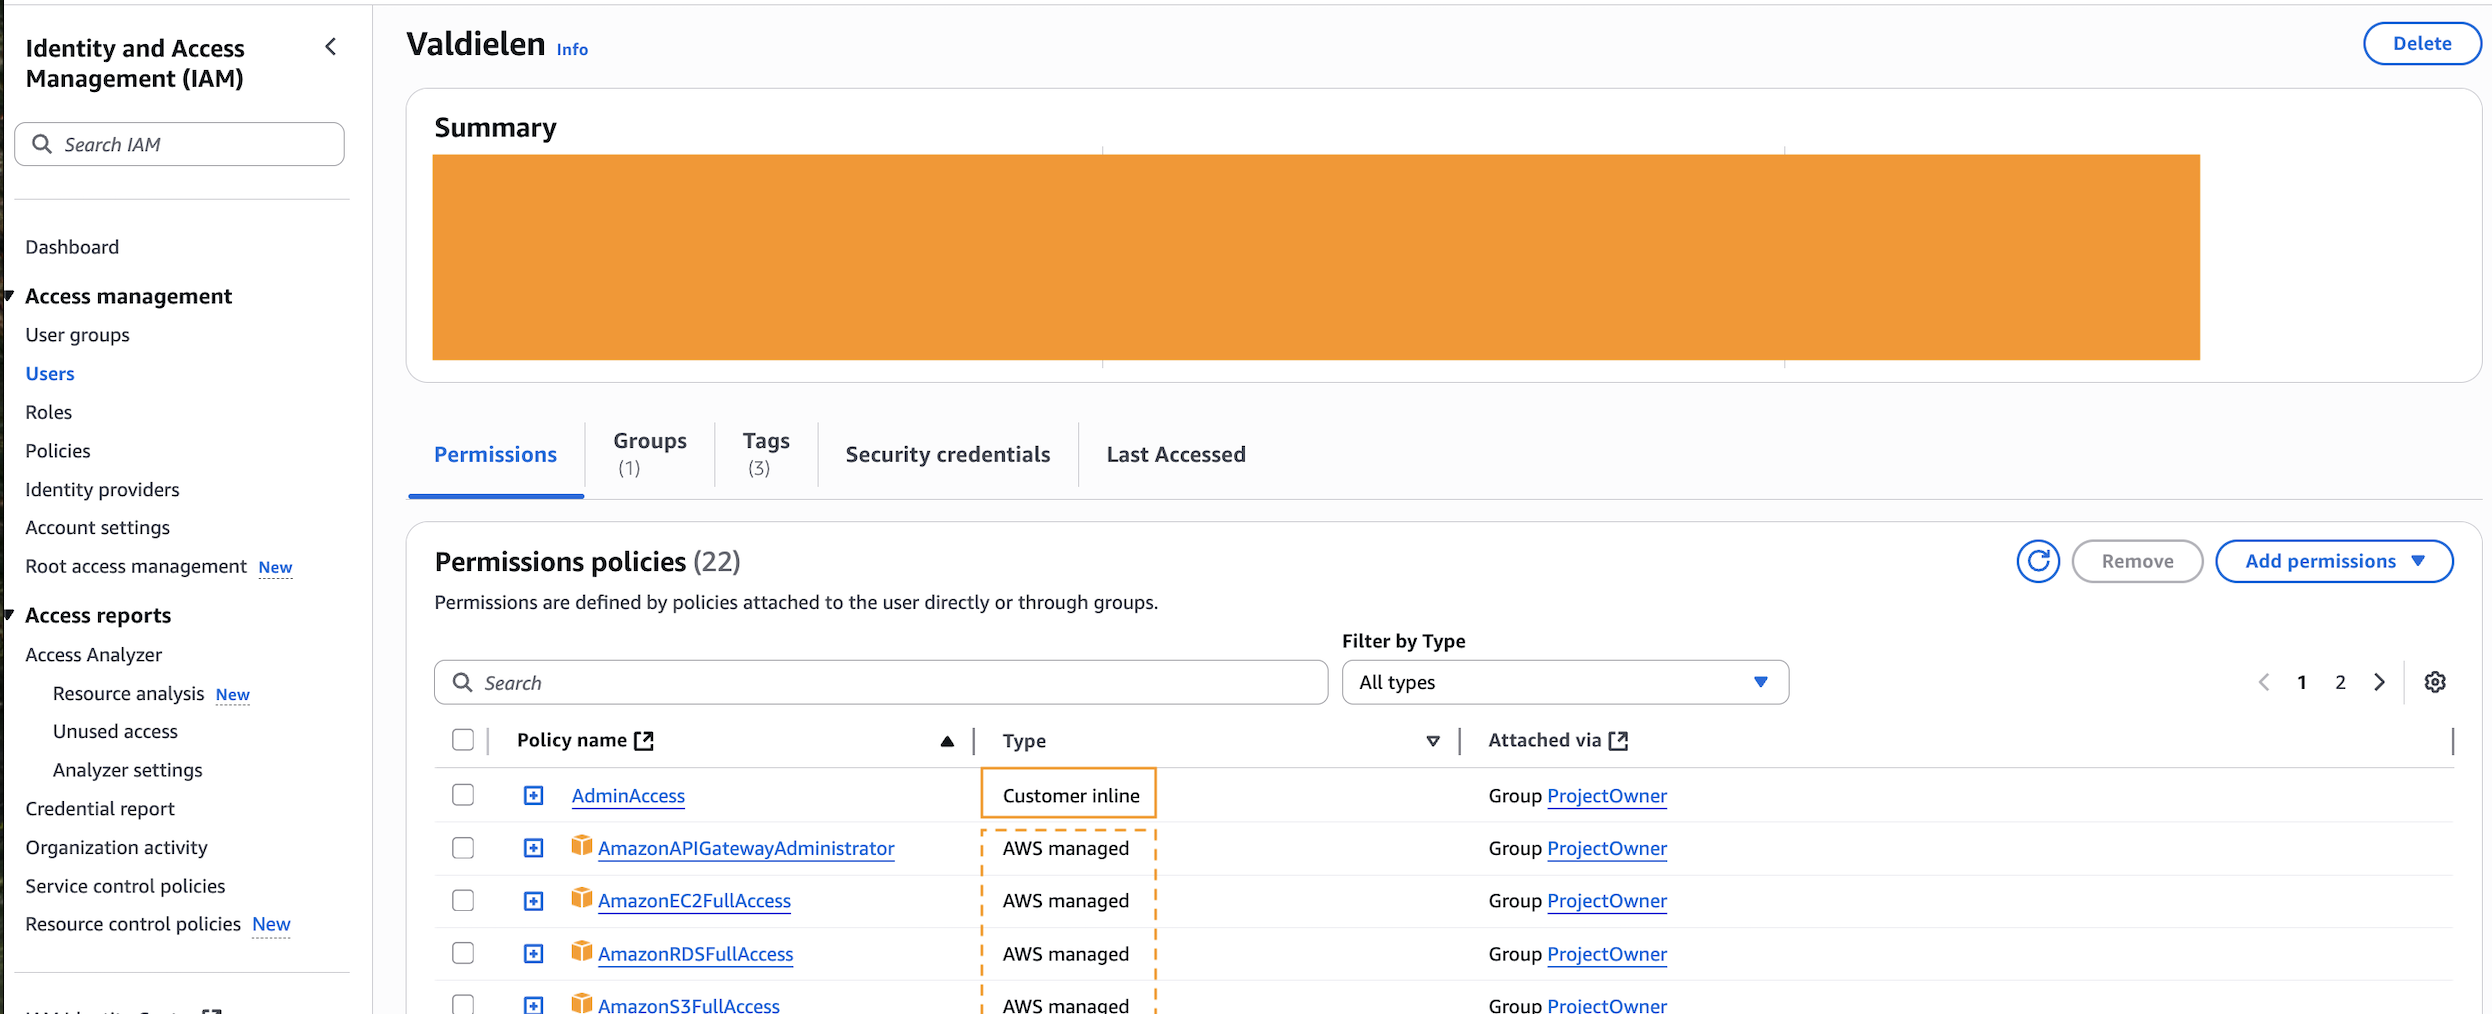 Identity and Access
Management (IAM)
Search IAM
Dashboard
Access management
User groups
Users
Roles
Policies
Identity providers
Account settings
Root access management New
Access reports
Access Analyzer
Resource analysis New
Unused access
Analyzer settings
Credential report
Organization activity
Service control policies
Resource control policies New
Valdielen Info
Delete
Summary
Permissions
Groups
(1)
Tags
(3)
Security credentials
Last Accessed
Permissions policies (22)
Remove
Add permissions
Permissions are defined by policies attached to the user directly or through groups.
Filter by Type
Search
All types
1 2
Policy name Type Attached via
AdminAccess Customer inline Group ProjectOwner
AmazonAPIGatewayAdministrator AWS managed Group ProjectOwner
AmazonEC2FullAccess AWS managed Group ProjectOwner
AmazonRDSFullAccess AWS managed Group ProjectOwner
AmazonS3FullAccess AWS managed Group ProjectOwner